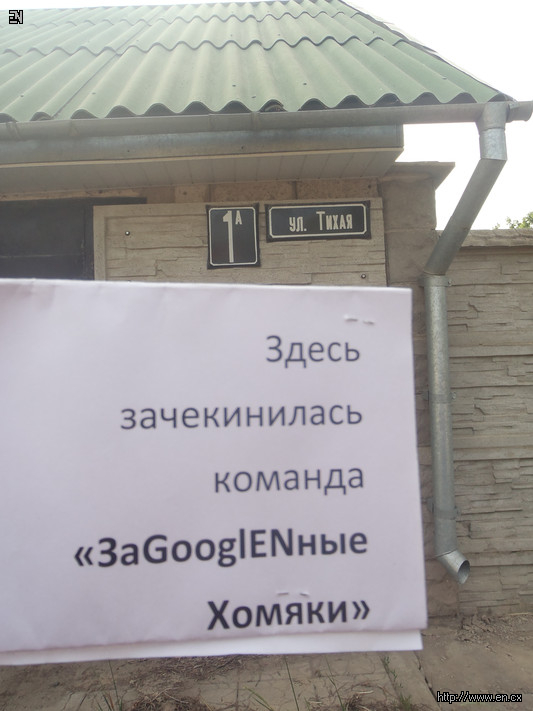 EN
1А
ул. Тихая
Здесь
зачекинилась
команда
«ЗаGooglENные
Хомяки»
http://www.en.cx